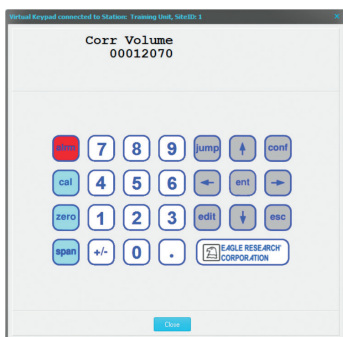 Virtual Keypad connected to Station: Training Unit, SiteID: 1
Corr Volume
00012070
alrm 7 8 9 jump conf
cal 4 5 6 ent
zero 1 2 3 edit esc
span +/- 0 . EAGLE RESEARCH
CORPORATION
Close